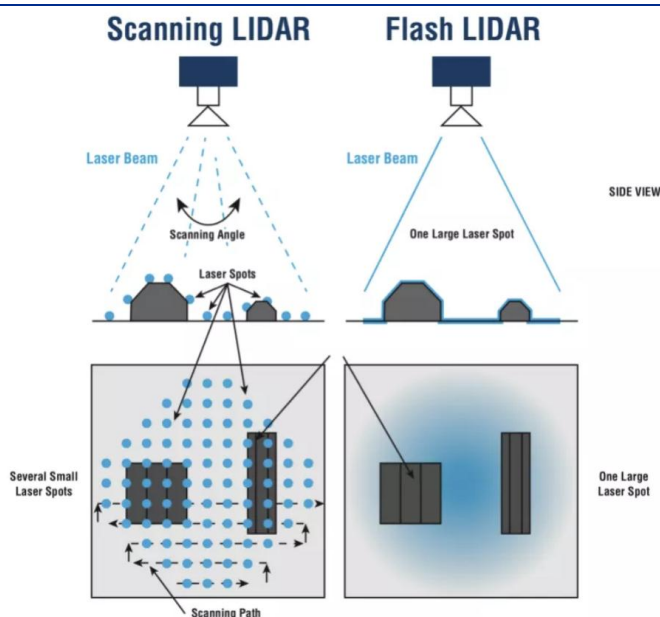 Scanning LIDAR
Flash LIDAR
Laser Beam
Laser Beam
SIDE VIEW
Scanning Angle
One Large Laser Spot
Laser Spots
Several Small
Laser Spots
One Large
Laser Spot
Scanning Path